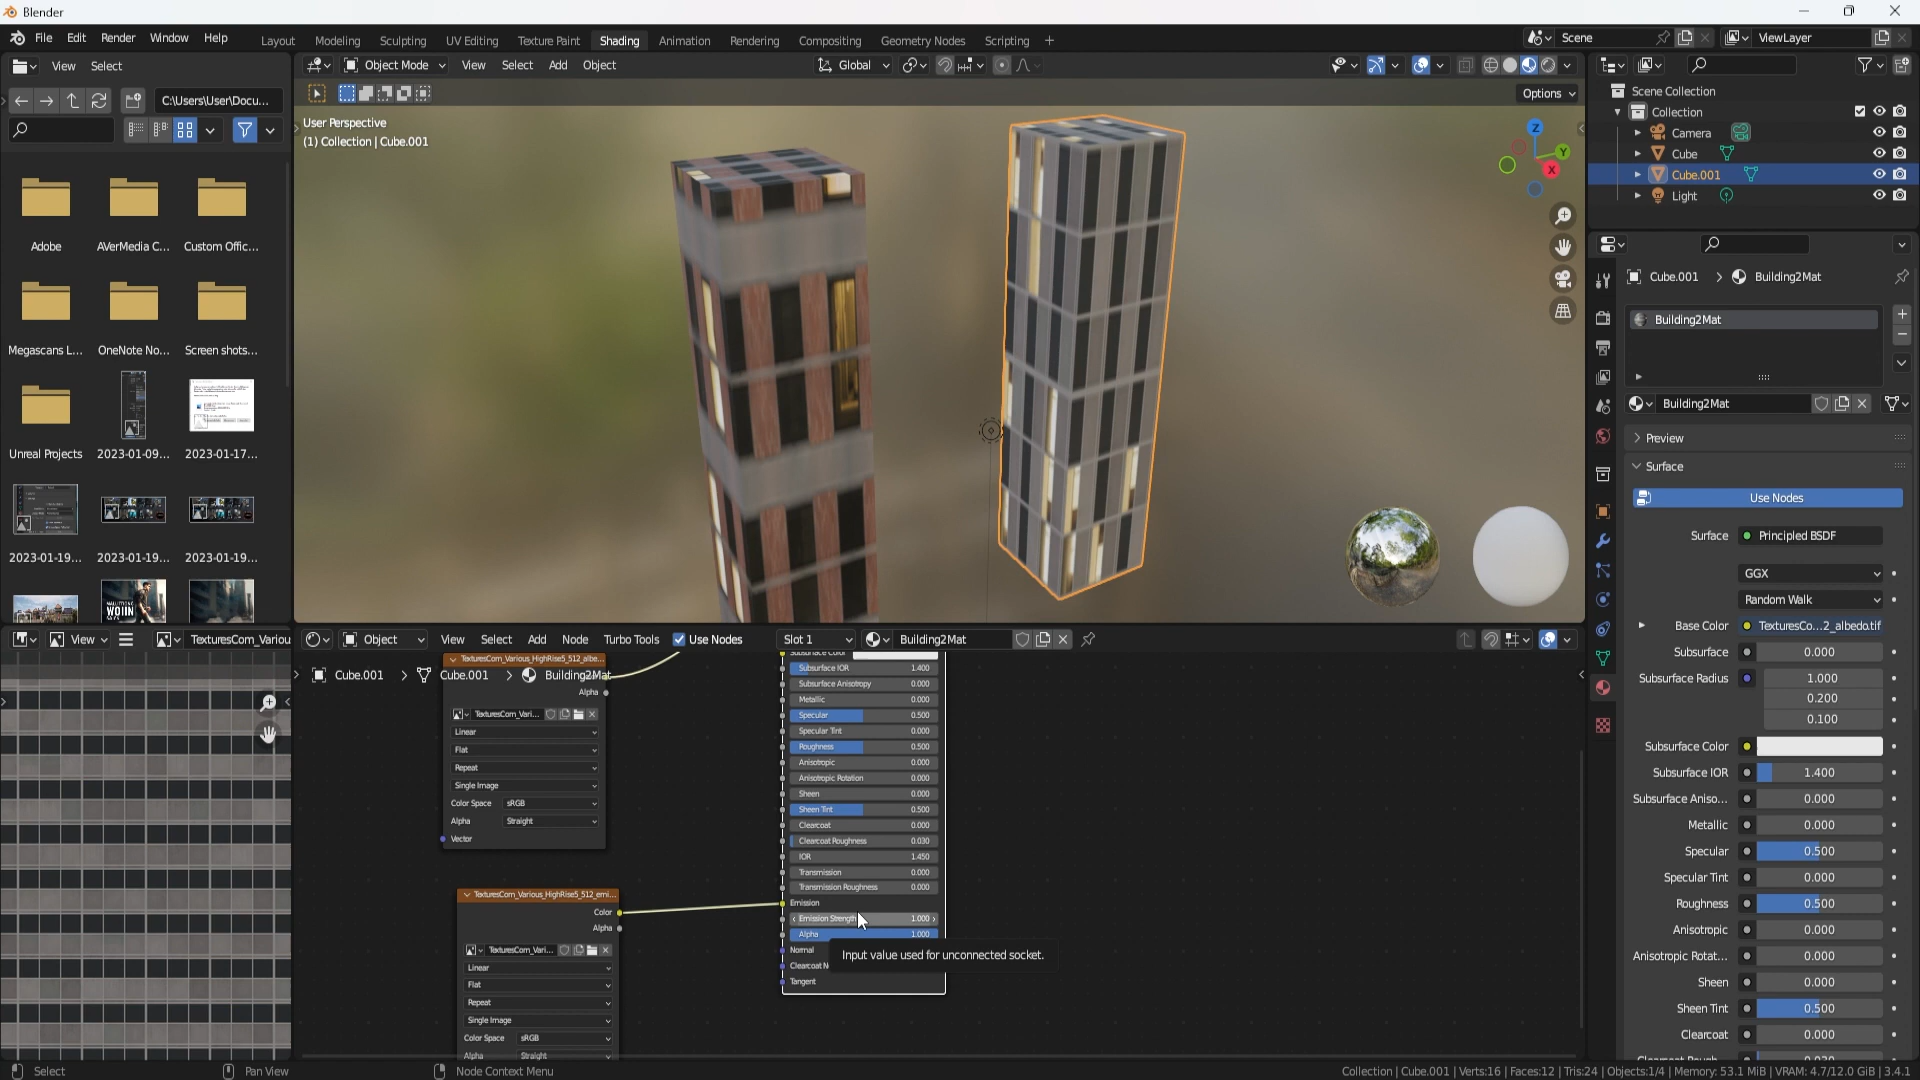 Blender
File Edit Render Window Help
Layout Modeling Sculpting UV Editing Texture Paint Shading Animation Rendering Compositing Geometry Nodes Scripting +
Scene ViewLayer
View Select
C:\Users\User\Docu...
Adobe AVerMedia C... Custom Offic...
Megascans L... OneNote No... Screen shots...
Unreal Projects 2023-01-09... 2023-01-17...
2023-01-19... 2023-01-19... 2023-01-19...
Object Mode View Select Add Object Global
Options
User Perspective
(1) Collection | Cube.001
Z
Y
X
Scene Collection
Collection
Camera
Cube
Cube.001
Light
Cube.001 > Building2Mat
Building2Mat
Building2Mat
Preview
Surface
Use Nodes
Surface Principled BSDF
GGX
Random Walk
Base Color TexturesCo...2_albedo.tif
Subsurface 0.000
Subsurface Radius 1.000
0.200
0.100
Subsurface Color
Subsurface IOR 1.400
Subsurface Aniso... 0.000
Metallic 0.000
Specular 0.500
Specular Tint 0.000
Roughness 0.500
Anisotropic 0.000
Anisotropic Rotat... 0.000
Sheen 0.000
Sheen Tint 0.500
Clearcoat 0.000
Clearcoat Rough... 0.030
View TexturesCom_Variou
Object View Select Add Node Turbo Tools Use Nodes Slot 1 Building2Mat
TexturesCom_Various_HighRise5_512_albe...
Cube.001 > Cube.001 > Building2Mat
Alpha
TexturesCom_Vari...
Linear
Flat
Repeat
Single Image
Color Space sRGB
Alpha Straight
Vector
TexturesCom_Various_HighRise5_512_emi...
Color
Alpha
TexturesCom_Vari...
Linear
Flat
Repeat
Single Image
Color Space sRGB
Alpha Straight
Subsurface Color
Subsurface IOR 1.400
Subsurface Anisotropy 0.000
Metallic 0.000
Specular 0.500
Specular Tint 0.000
Roughness 0.500
Anisotropic 0.000
Anisotropic Rotation 0.000
Sheen 0.000
Sheen Tint 0.500
Clearcoat 0.000
Clearcoat Roughness 0.030
IOR 1.450
Transmission 0.000
Transmission Roughness 0.000
Emission
Emission Strength 1.000
Alpha 1.000
Normal
Clearcoat N
Tangent
Input value used for unconnected socket.
Select Pan View Node Context Menu
Collection | Cube.001 | Verts:16 | Faces:12 | Tris:24 | Objects:1/4 | Memory: 53.1 MiB | VRAM: 4.7/12.0 GiB | 3.4.1